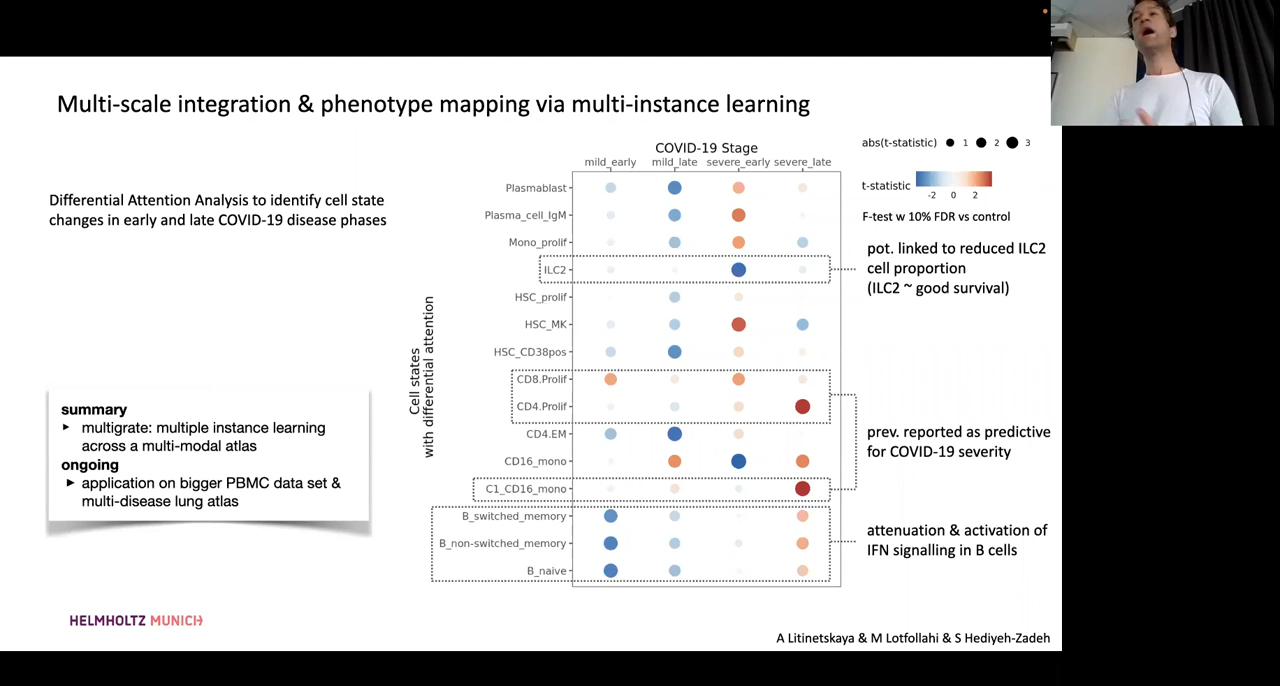 Multi-scale integration & phenotype mapping via multi-instance learning
Differential Attention Analysis to identify cell state
changes in early and late COVID-19 disease phases
summary
multigrate: multiple instance learning
across a multi-modal atlas
ongoing
application on bigger PBMC data set &
multi-disease lung atlas
COVID-19 Stage
mild_early mild_late severe_early severe_late
Cell states
with differential attention
Plasmablast
Plasma_cell_IgM
Mono_prolif
ILC2
HSC_prolif
HSC_MK
HSC_CD38pos
CD8.Prolif
CD4.Prolif
CD4.EM
CD16_mono
C1_CD16_mono
B_switched_memory
B_non-switched_memory
B_naive
abs(t-statistic) 1 2 3
t-statistic
-2 0 2
F-test w 10% FDR vs control
pot. linked to reduced ILC2
cell proportion
(ILC2 ~ good survival)
prev. reported as predictive
for COVID-19 severity
attenuation & activation of
IFN signalling in B cells
HELMHOLTZ MUNICH
A Litinetskaya & M Lotfollahi & S Hediyeh-Zadeh